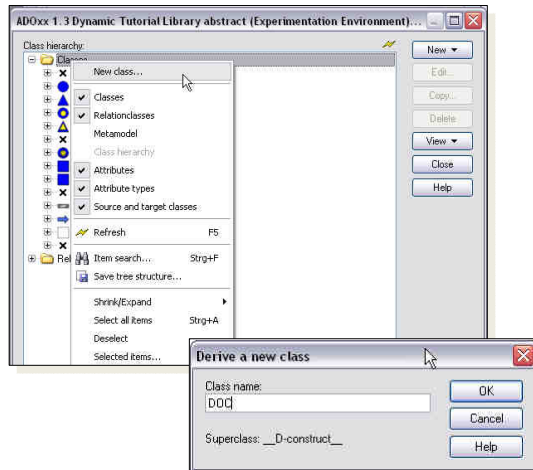 ADOxx 1.3 Dynamic Tutorial Library abstract (Experimentation Environment)...
Class hierarchy:
New
Classes
Edit...
New class...
Copy...
Classes
Delete
Relationclasses
Metamodel
View
Class hierarchy
Close
Attributes
Help
Attribute types
Source and target classes
Refresh F5
Rel
Item search... Strg+F
Save tree structure...
Shrink/Expand
Select all items Strg+A
Deselect
Selected items...
Derive a new class
Class name:
DOC
OK
Cancel
Superclass: __D-construct__
Help